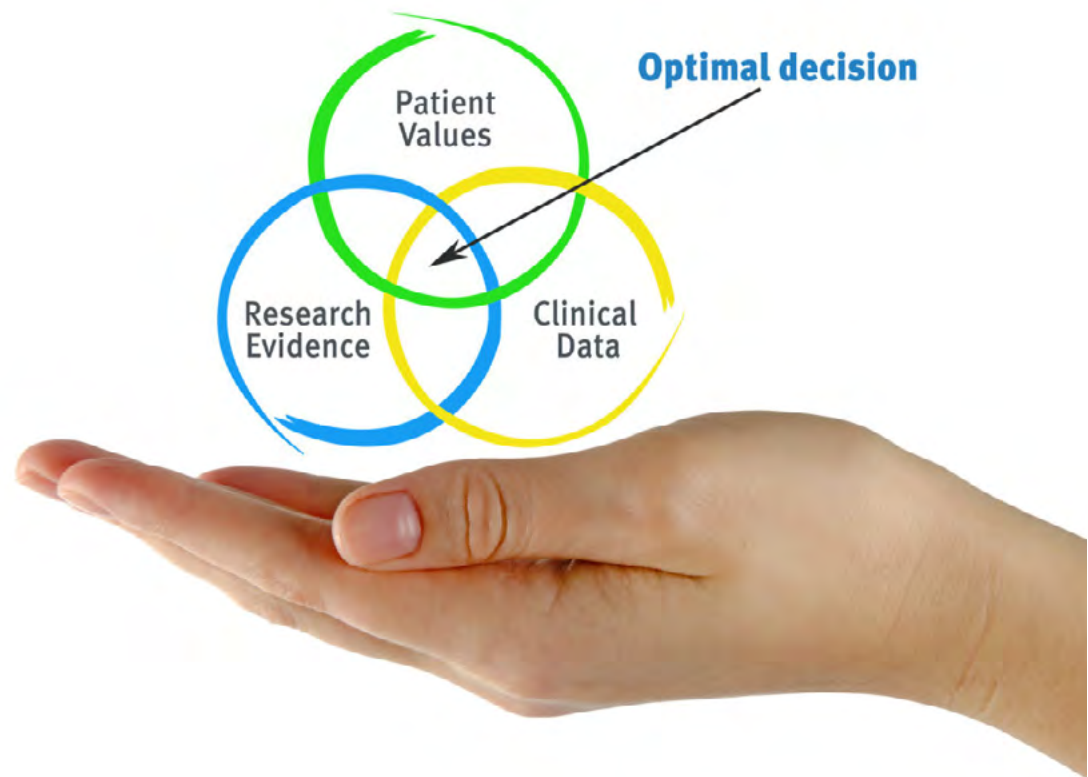 Optimal decision
Patient
Values
Research
Evidence
Clinical
Data